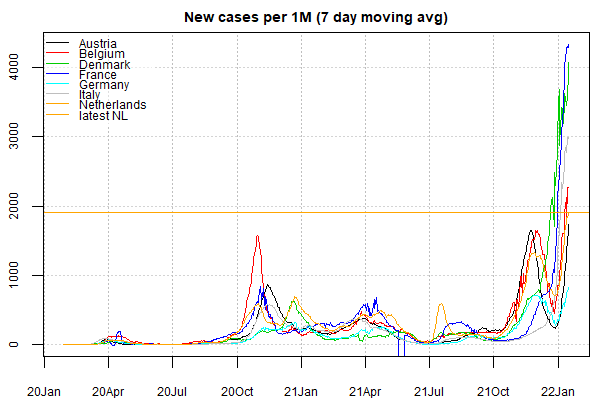 New cases per 1M (7 day moving avg)
Austria
Belgium
Denmark
France
Germany
Italy
Netherlands
latest NL
4000
3000
2000
1000
0
20Jan 20Apr 20Jul 20Oct 21Jan 21Apr 21Jul 21Oct 22Jan